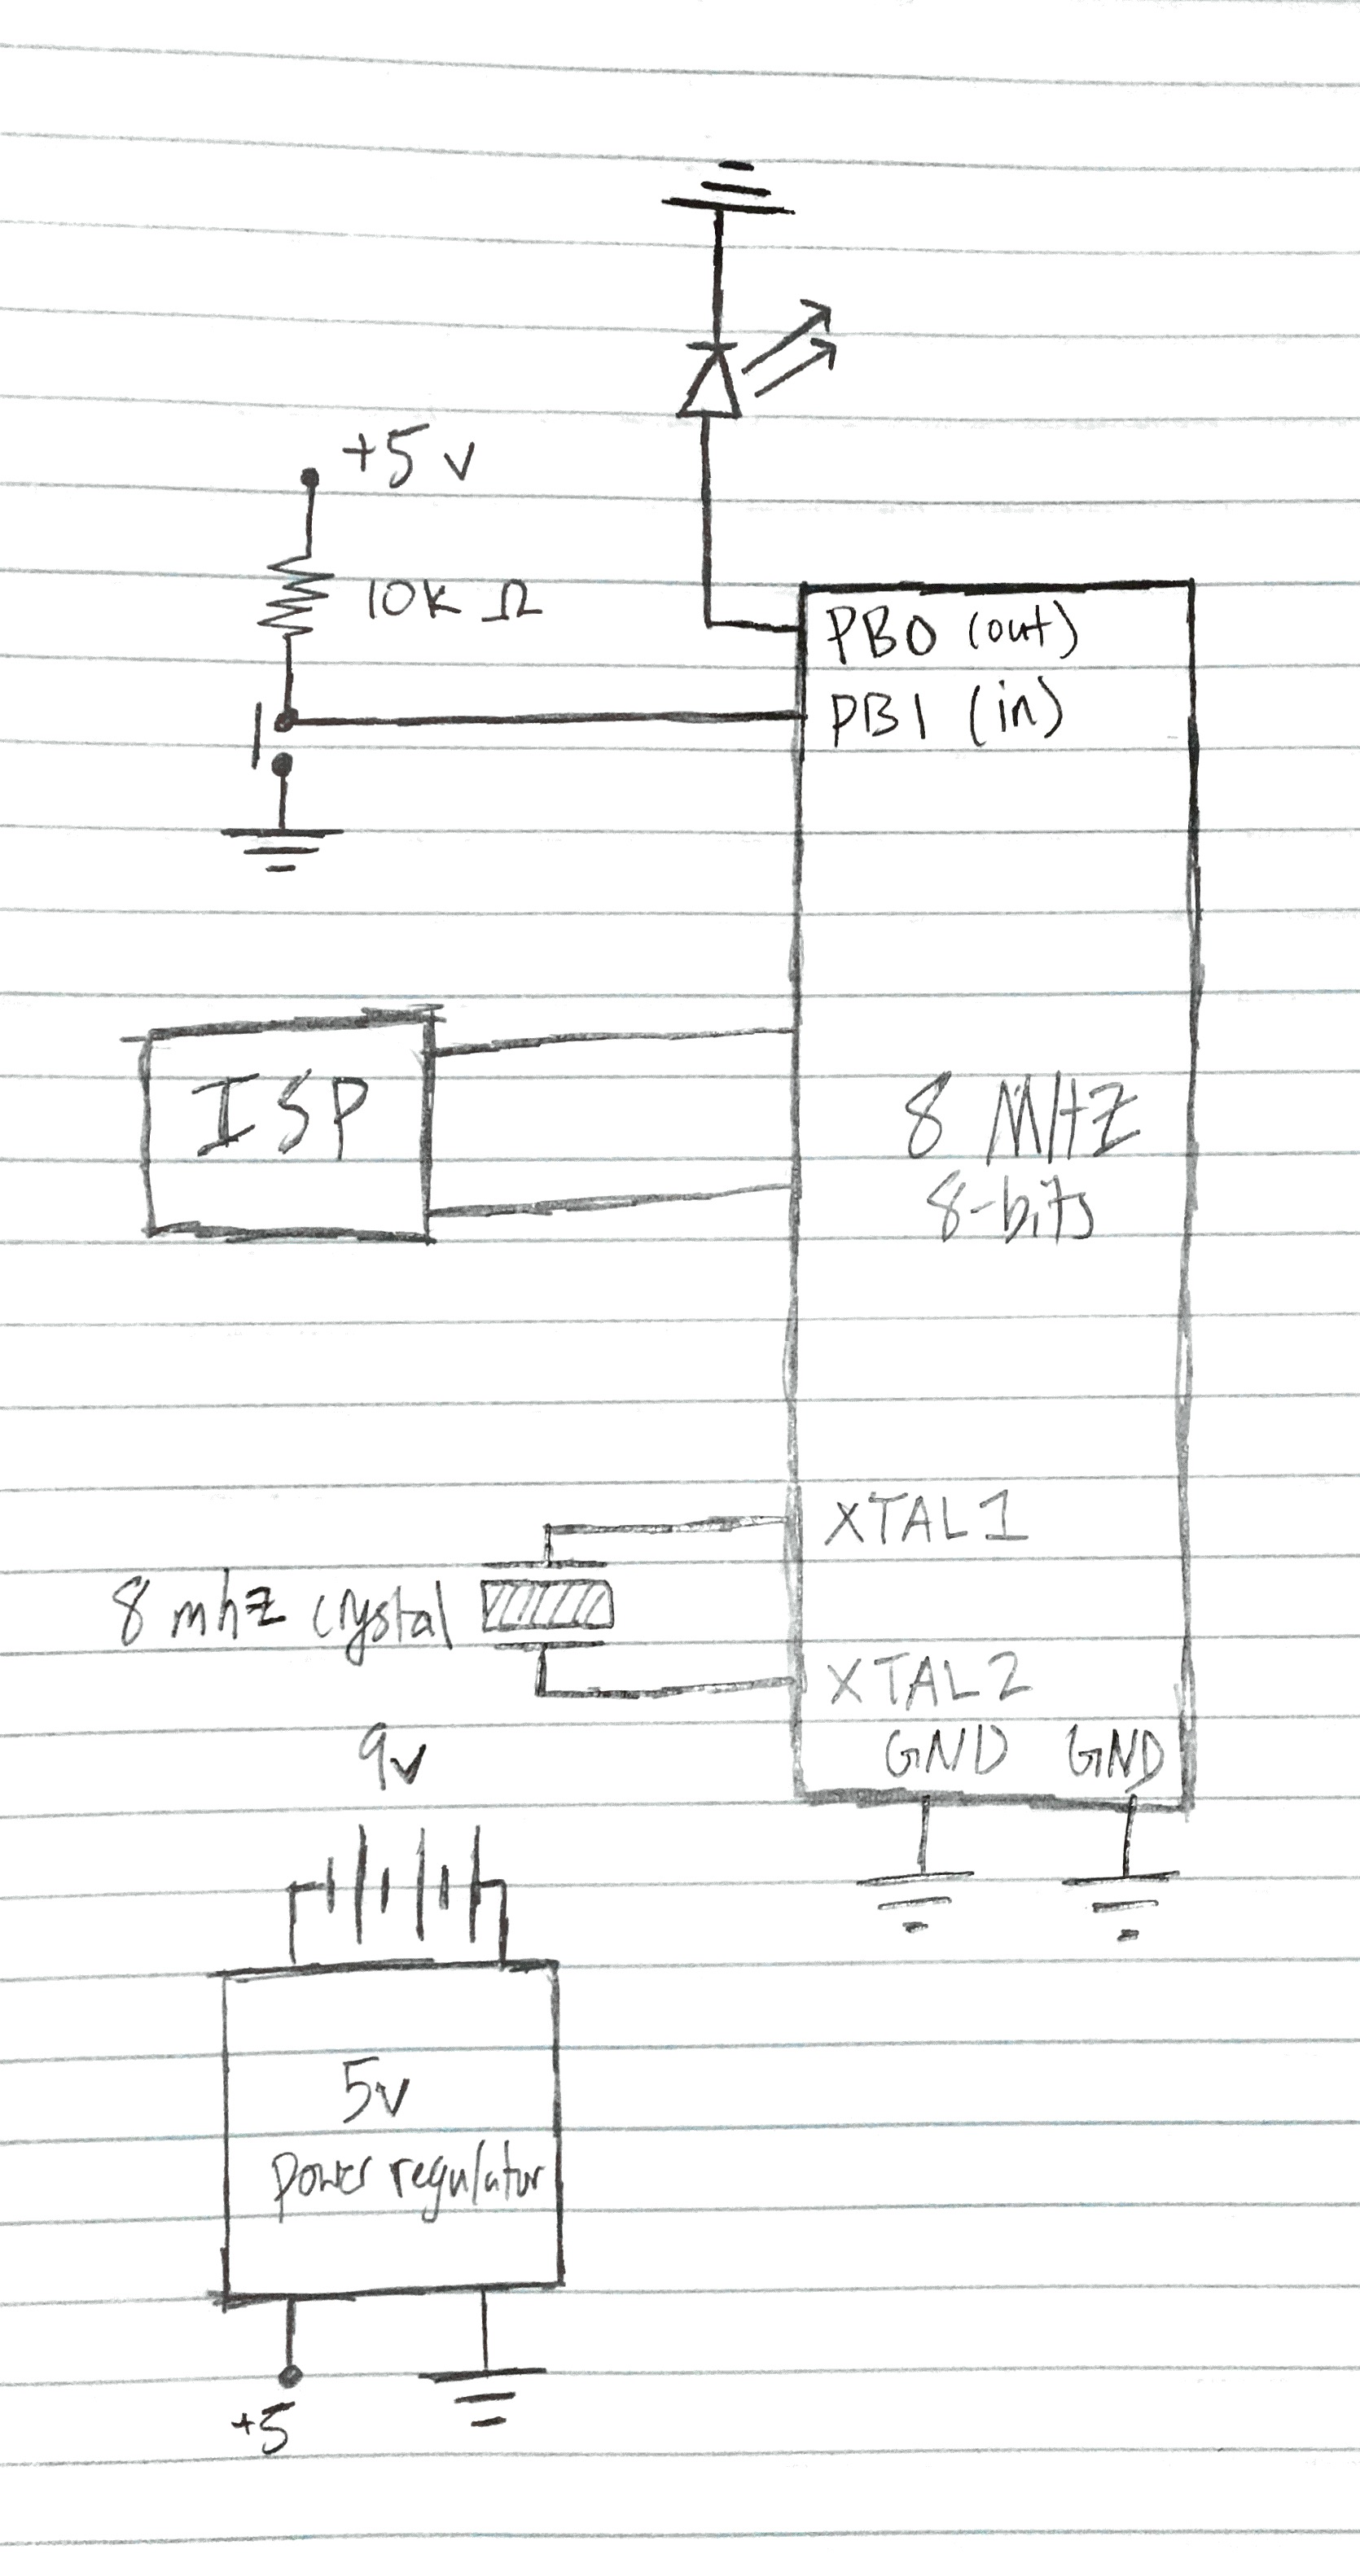 +5 v
10k Ω
PB0 (out)
PB1 (in)
ISP
8 MHZ
8-bits
XTAL1
8 mhz crystal
XTAL2
GND GND
9v
5v
power regulator
+5